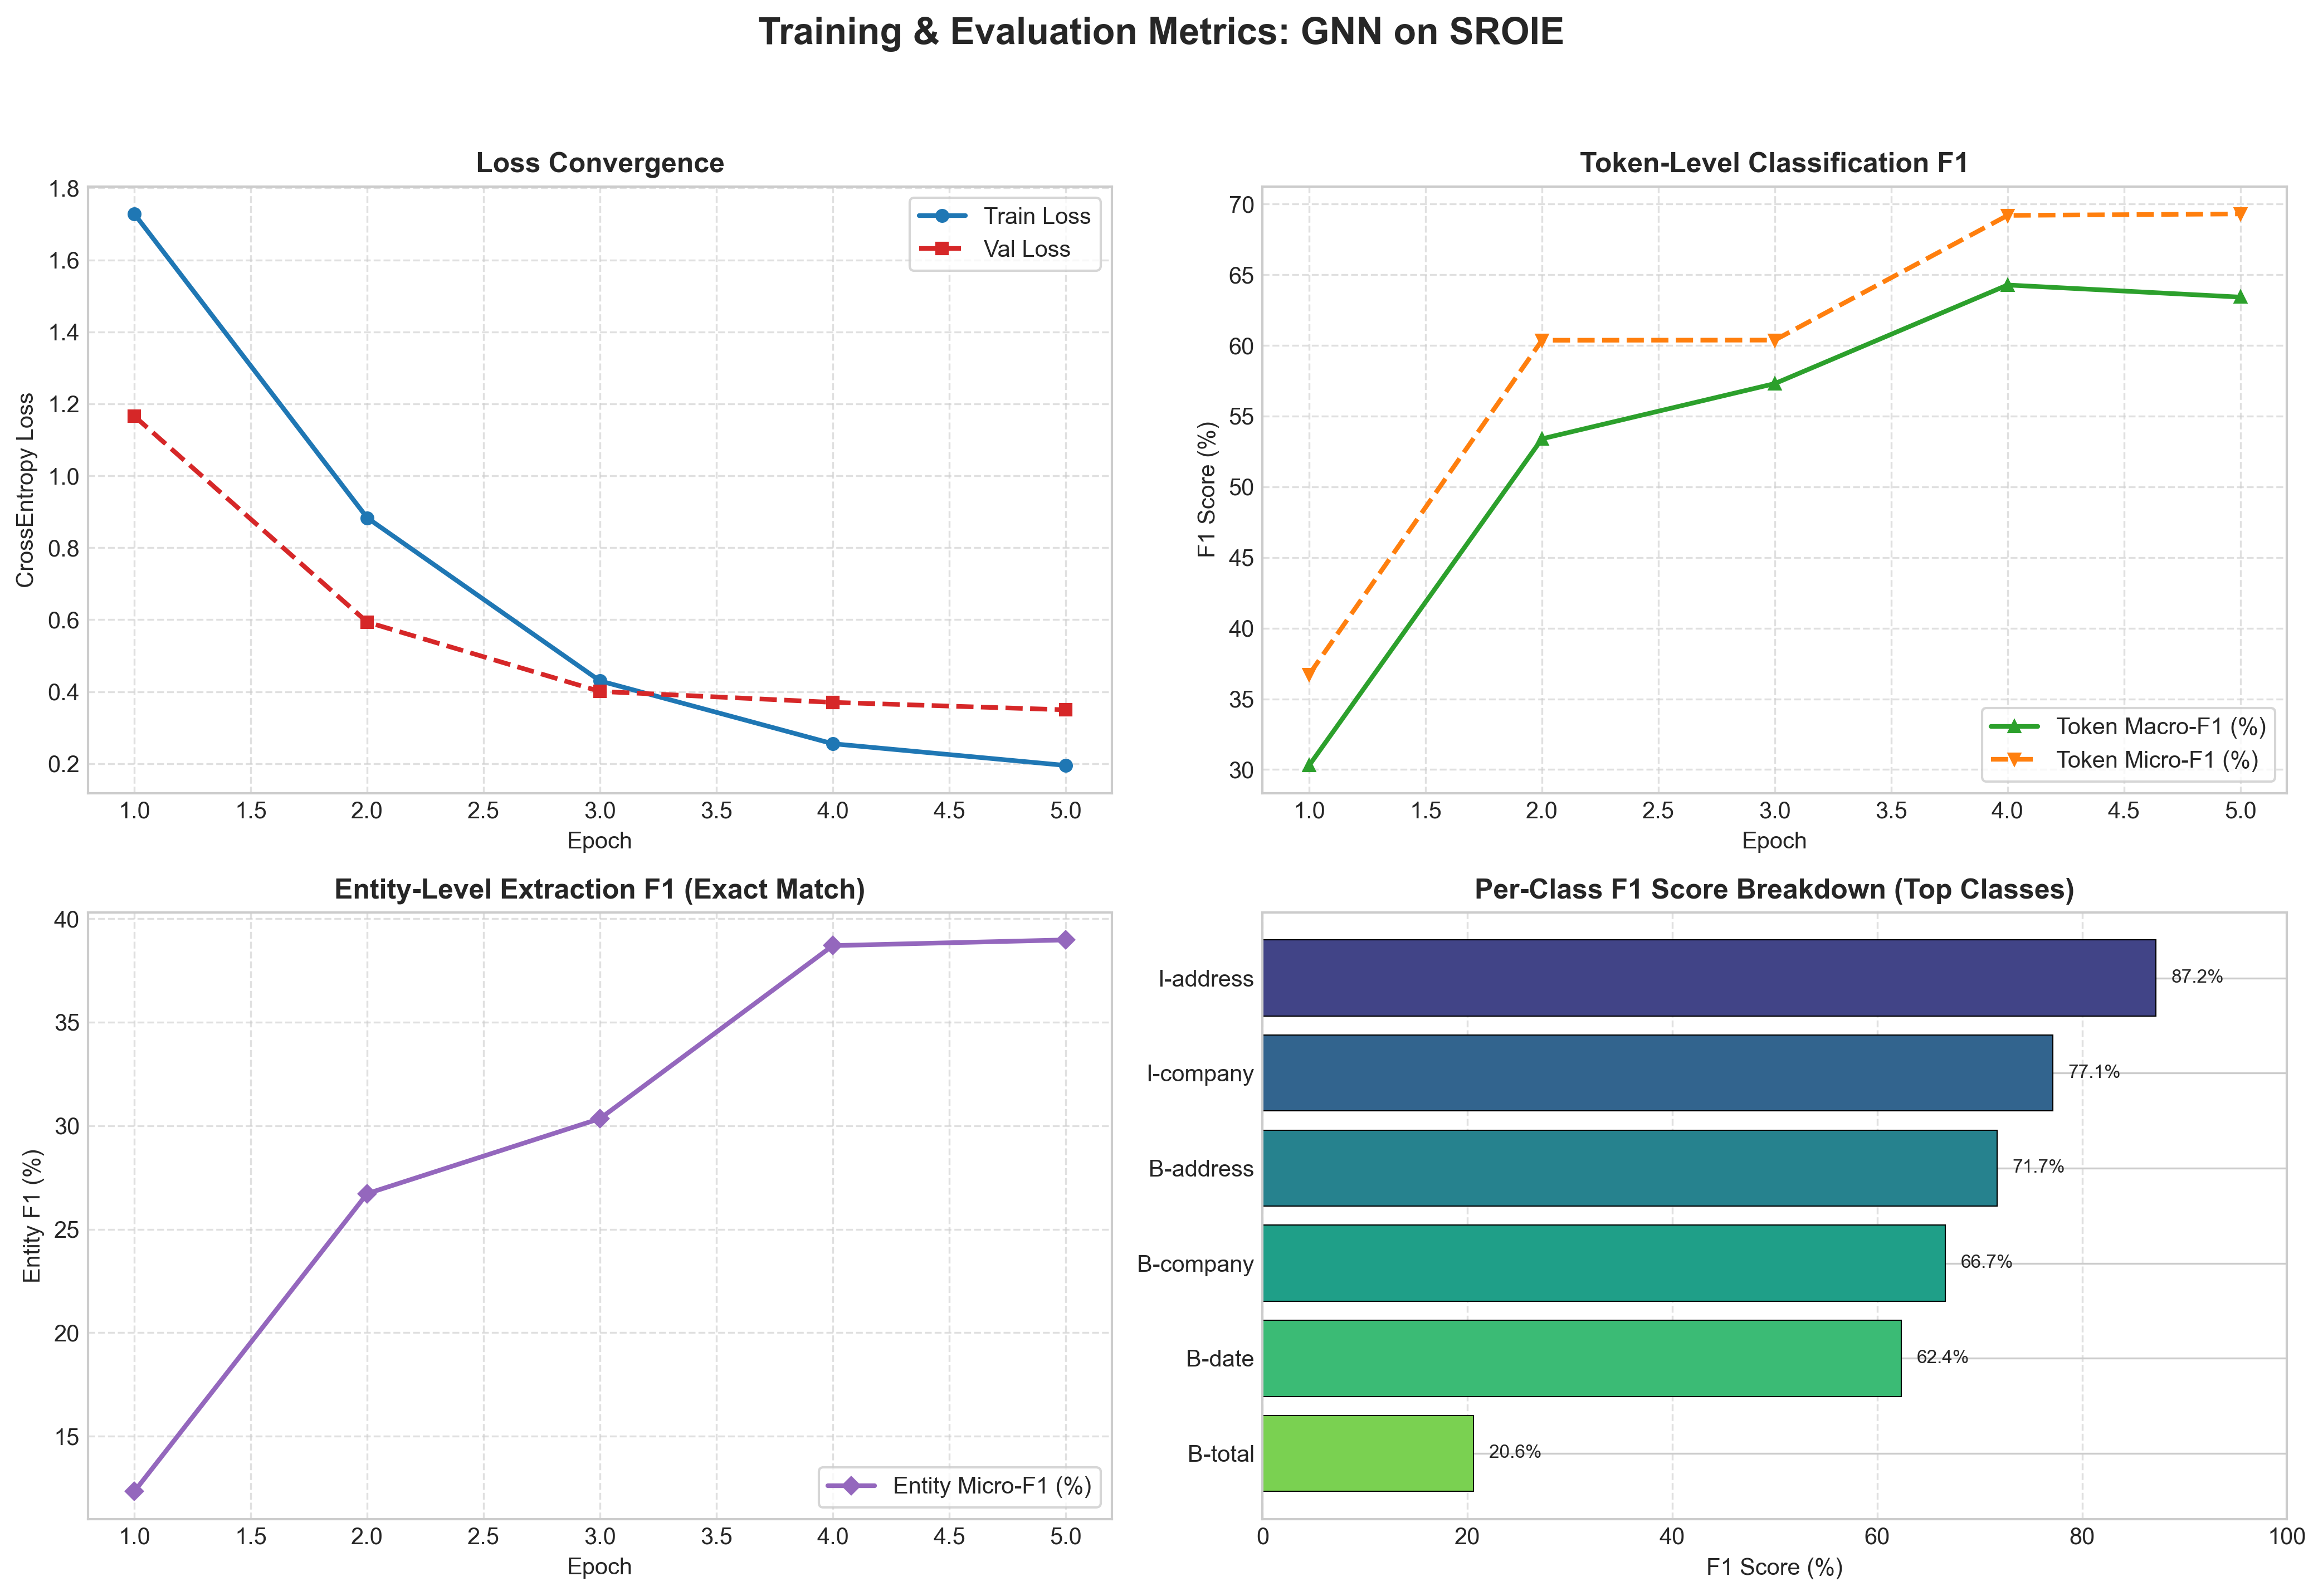 Training & Evaluation Metrics: GNN on SROIE
Loss Convergence
CrossEntropy Loss
1.8
1.6
1.4
1.2
1.0
0.8
0.6
0.4
0.2
Train Loss
Val Loss
1.0 1.5 2.0 2.5 3.0 3.5 4.0 4.5 5.0
Epoch
Token-Level Classification F1
F1 Score (%)
70
65
60
55
50
45
40
35
30
Token Macro-F1 (%)
Token Micro-F1 (%)
1.0 1.5 2.0 2.5 3.0 3.5 4.0 4.5 5.0
Epoch
Entity-Level Extraction F1 (Exact Match)
Entity F1 (%)
40
35
30
25
20
15
Entity Micro-F1 (%)
1.0 1.5 2.0 2.5 3.0 3.5 4.0 4.5 5.0
Epoch
Per-Class F1 Score Breakdown (Top Classes)
I-address 87.2%
I-company 77.1%
B-address 71.7%
B-company 66.7%
B-date 62.4%
B-total 20.6%
0 20 40 60 80 100
F1 Score (%)